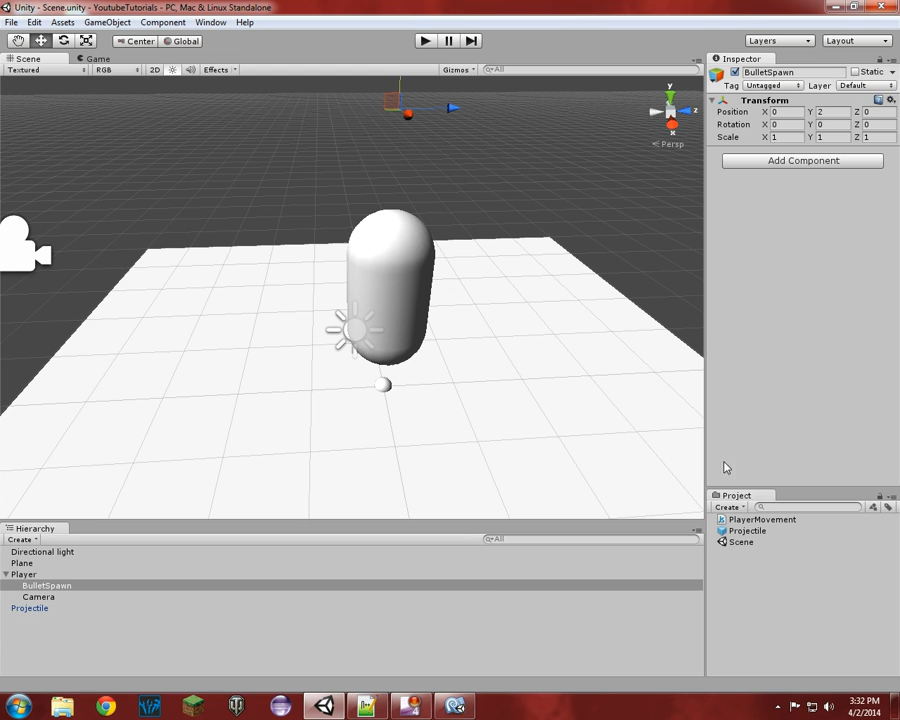 Unity - Scene.unity - YoutubeTutorials - PC, Mac & Linux Standalone
File Edit Assets GameObject Component Window Help
Center Global Layers Layout
Scene Game
Textured RGB 2D Effects Gizmos All
y
z
x
Persp
Inspector
BulletSpawn Static
Tag Untagged Layer Default
Transform
Position X 0 Y 2 Z 0
Rotation X 0 Y 0 Z 0
Scale X 1 Y 1 Z 1
Add Component
Project
Create
PlayerMovement
Projectile
Scene
Hierarchy
Create All
Directional light
Plane
Player
BulletSpawn
Camera
Projectile
3:32 PM
4/2/2014